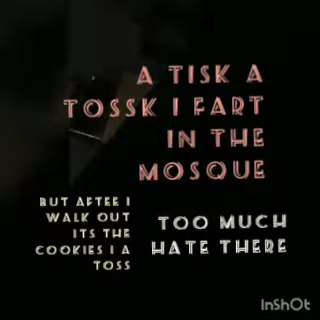 A TISK A
TOSSK I FART
IN THE
MOSQUE
BUT AFTER I
WALK OUT
ITS THE
COOKIES I A
TOSS
TOO MUCH
HATE THERE
InShOt